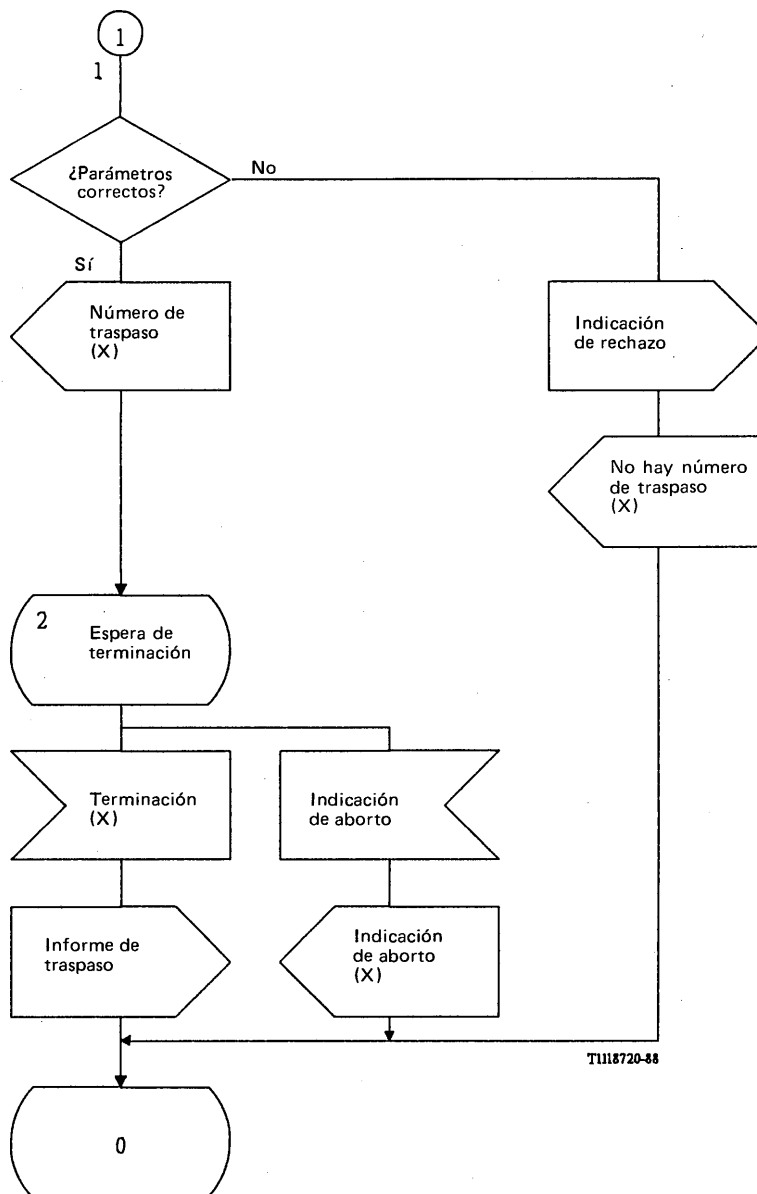 1
1
¿Parámetros
correctos?
No
Sí
Número de
traspaso
(X)
Indicación
de rechazo
No hay número
de traspaso
(X)
2
Espera de
terminación
Terminación
(X)
Indicación
de aborto
Informe de
traspaso
Indicación
de aborto
(X)
T1118720-88
0